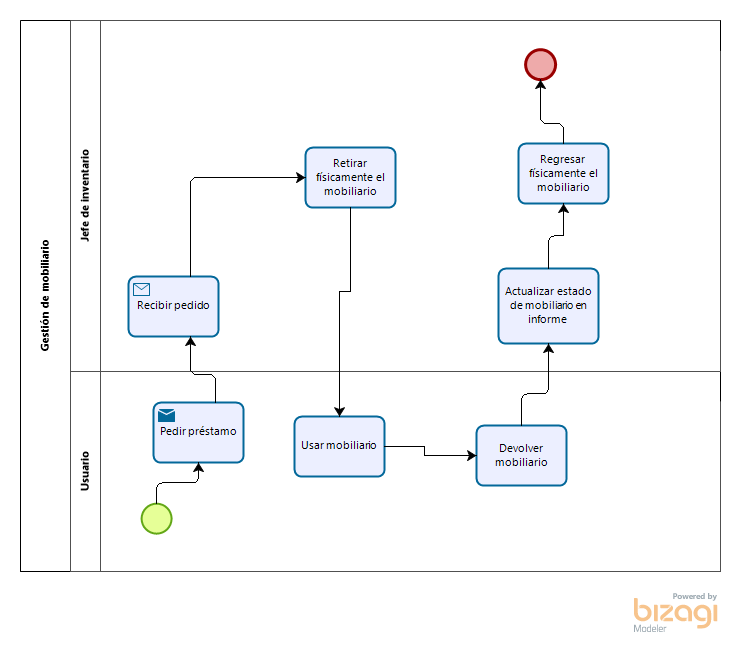 Gestión de mobiliario
Jefe de inventario
Retirar
físicamente el
mobiliario
Regresar
físicamente el
mobiliario
Recibir pedido
Actualizar estado
de mobiliario en
informe
Usuario
Pedir préstamo
Usar mobiliario
Devolver
mobiliario
Powered by
bizagi
Modeler